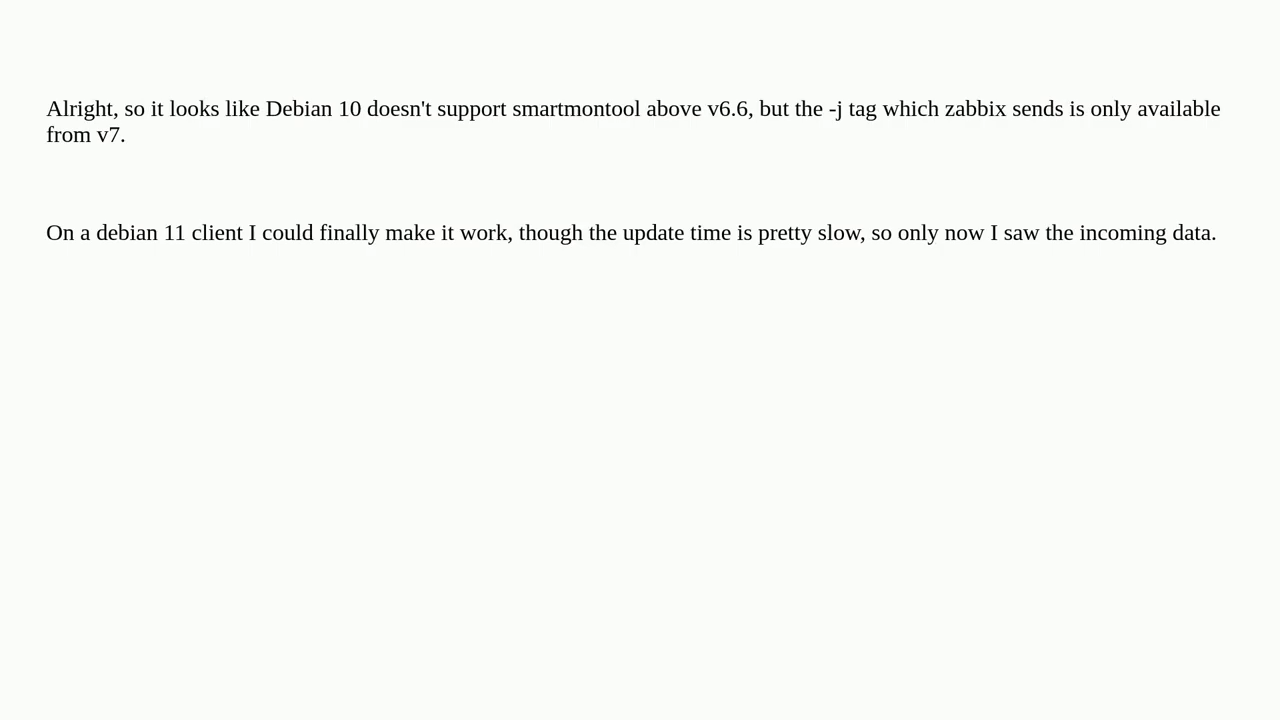 Alright, so it looks like Debian 10 doesn't support smartmontool above v6.6, but the -j tag which zabbix sends is only available
from v7.
On a debian 11 client I could finally make it work, though the update time is pretty slow, so only now I saw the incoming data.